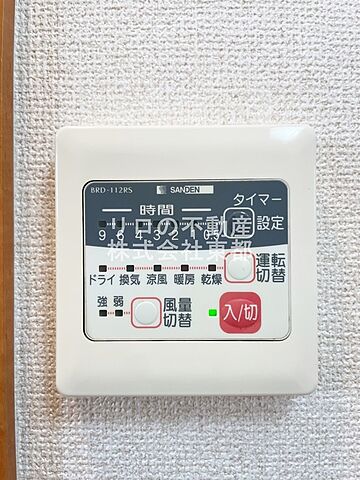 BRD-112RS SANDEN
タイマー
時間
設定
9 6 4 3 2 1 0.5
リロの不動産
株式会社東都
運転
切替
ドライ 換気 涼風 暖房 乾燥
強 弱
風量
切替
入/切